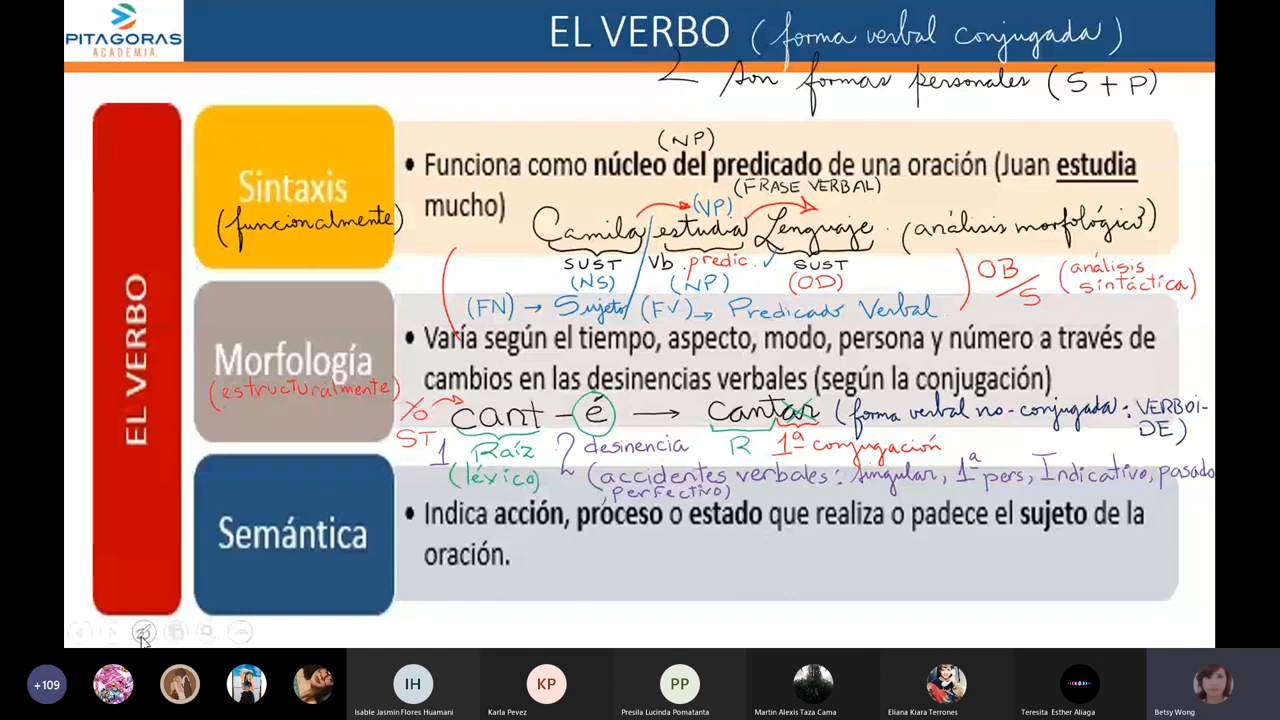 PITAGORAS
ACADEMIA
EL VERBO (forma verbal conjugada)
son formas personales (S + P)
EL VERBO
Sintaxis
(funcionalmente)
(NP)
• Funciona como núcleo del predicado de una oración (Juan estudia
(FRASE VERBAL)
mucho)
(VP)
Camila / estudia Lenguaje. (análisis morfológico)
SUST Vb predic. ✓ SUST
(NS) (NP) (OD)
OB/S (análisis
sintáctica)
(FN) → Sujeto / (FV) → Predicado Verbal
Morfología
(estructuralmente)
• Varía según el tiempo, aspecto, modo, persona y número a través de
cambios en las desinencias verbales (según la conjugación)
cant - é → cantar (forma verbal no-conjugada: VERBOI-
DE)
ST 1 Raíz 2 desinencia R 1ª conjugación
(léxico) (accidentes verbales: singular, 1ª pers, Indicativo, pasado
perfectivo)
Semántica
• Indica acción, proceso o estado que realiza o padece el sujeto de la
oración.
+109
IH
KP
PP
Isable Jasmin Flores Huamani
Karla Pevez
Presila Lucinda Pomatanta
Martin Alexis Taza Cama
Eliana Kiara Terrones
Teresita Esther Aliaga
Betsy Wong